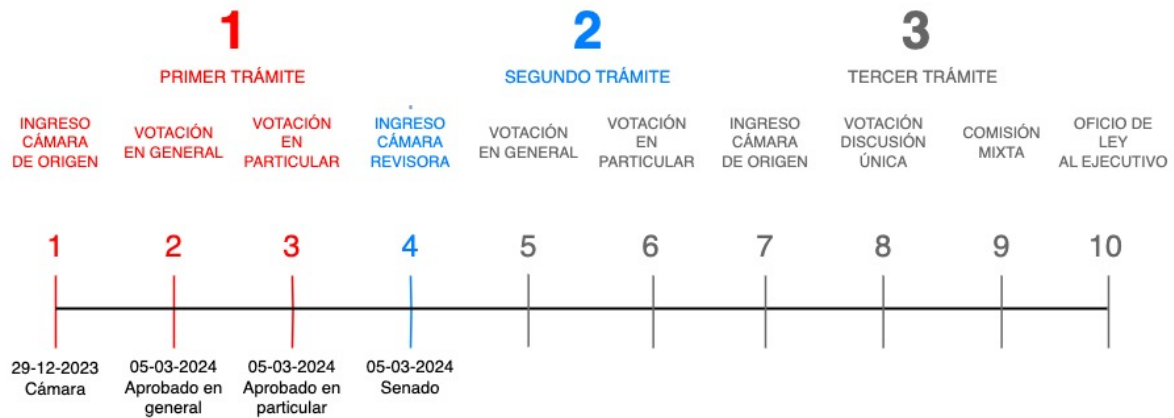 1
2
3
PRIMER TRÁMITE
SEGUNDO TRÁMITE
TERCER TRÁMITE
INGRESO
CÁMARA
DE ORIGEN
VOTACIÓN
EN GENERAL
VOTACIÓN
EN
PARTICULAR
INGRESO
CÁMARA
REVISORA
VOTACIÓN
EN GENERAL
VOTACIÓN
EN
PARTICULAR
INGRESO
CÁMARA
DE ORIGEN
VOTACIÓN
DISCUSIÓN
ÚNICA
COMISIÓN
MIXTA
OFICIO DE
LEY
AL EJECUTIVO
1
2
3
4
5
6
7
8
9
10
29-12-2023
Cámara
05-03-2024
Aprobado en
general
05-03-2024
Aprobado en
particular
05-03-2024
Senado